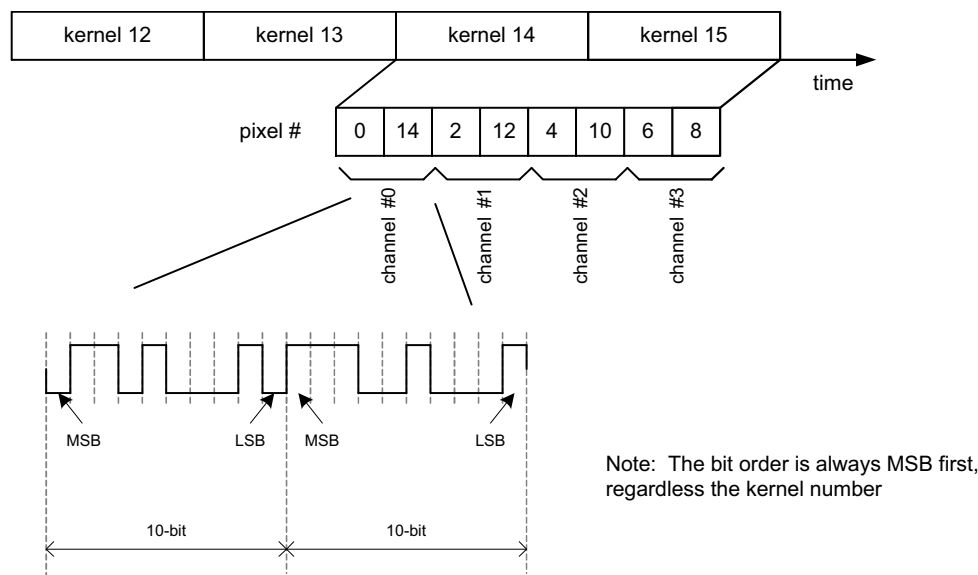 kernel 12 kernel 13 kernel 14 kernel 15
time
pixel # 0 14 2 12 4 10 6 8
channel #0 channel #1 channel #2 channel #3
MSB LSB MSB LSB
Note: The bit order is always MSB first,
regardless the kernel number
10-bit 10-bit